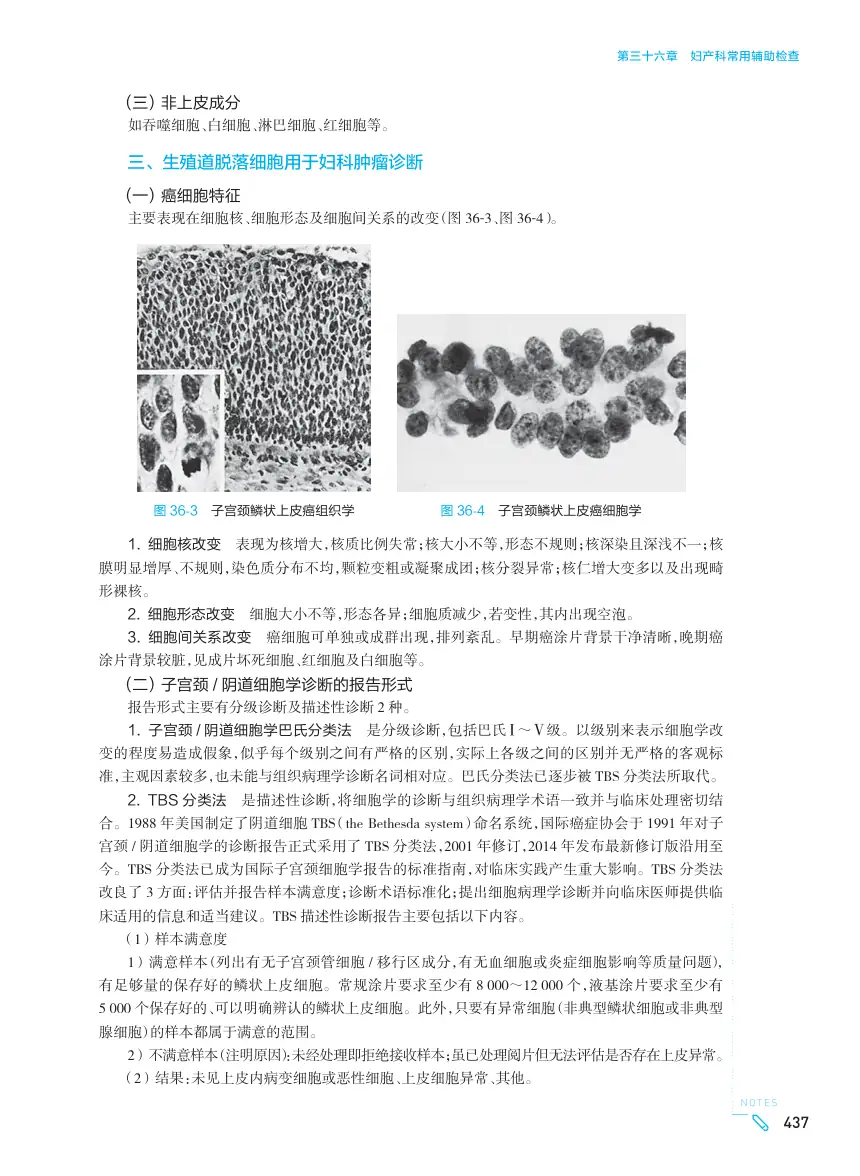 第三十六章　妇产科常用辅助检查
（三）非上皮成分
如吞噬细胞、白细胞、淋巴细胞、红细胞等。
三、生殖道脱落细胞用于妇科肿瘤诊断
（一）癌细胞特征
主要表现在细胞核、细胞形态及细胞间关系的改变（图 36-3、图 36-4）。
图 36-3　子宫颈鳞状上皮癌组织学
图 36-4　子宫颈鳞状上皮癌细胞学
1. 细胞核改变　表现为核增大，核质比例失常；核大小不等，形态不规则；核深染且深浅不一；核
膜明显增厚、不规则，染色质分布不均，颗粒变粗或凝聚成团；核分裂异常；核仁增大变多以及出现畸
形裸核。
2. 细胞形态改变　细胞大小不等，形态各异；细胞质减少，若变性，其内出现空泡。
3. 细胞间关系改变　癌细胞可单独或成群出现，排列紊乱。早期癌涂片背景干净清晰，晚期癌
涂片背景较脏，见成片坏死细胞、红细胞及白细胞等。
（二）子宫颈 / 阴道细胞学诊断的报告形式
报告形式主要有分级诊断及描述性诊断 2 种。
1. 子宫颈 / 阴道细胞学巴氏分类法　是分级诊断，包括巴氏Ⅰ～Ⅴ级。以级别来表示细胞学改
变的程度易造成假象，似乎每个级别之间有严格的区别，实际上各级之间的区别并无严格的客观标
准，主观因素较多，也未能与组织病理学诊断名词相对应。巴氏分类法已逐步被 TBS 分类法所取代。
2. TBS 分类法　是描述性诊断，将细胞学的诊断与组织病理学术语一致并与临床处理密切结
合。1988 年美国制定了阴道细胞 TBS（the Bethesda system）命名系统，国际癌症协会于 1991 年对子
宫颈 / 阴道细胞学的诊断报告正式采用了 TBS 分类法，2001 年修订，2014 年发布最新修订版沿用至
今。TBS 分类法已成为国际子宫颈细胞学报告的标准指南，对临床实践产生重大影响。TBS 分类法
改良了 3 方面：评估并报告样本满意度；诊断术语标准化；提出细胞病理学诊断并向临床医师提供临
床适用的信息和适当建议。TBS 描述性诊断报告主要包括以下内容。
（1）样本满意度
1）满意样本（列出有无子宫颈管细胞 / 移行区成分，有无血细胞或炎症细胞影响等质量问题），
有足够量的保存好的鳞状上皮细胞。常规涂片要求至少有 8 000～12 000 个，液基涂片要求至少有
5 000 个保存好的、可以明确辨认的鳞状上皮细胞。此外，只要有异常细胞（非典型鳞状细胞或非典型
腺细胞）的样本都属于满意的范围。
2）不满意样本（注明原因）：未经处理即拒绝接收样本；虽已处理阅片但无法评估是否存在上皮异常。
（2）结果：未见上皮内病变细胞或恶性细胞、上皮细胞异常、其他。
NOTES
437